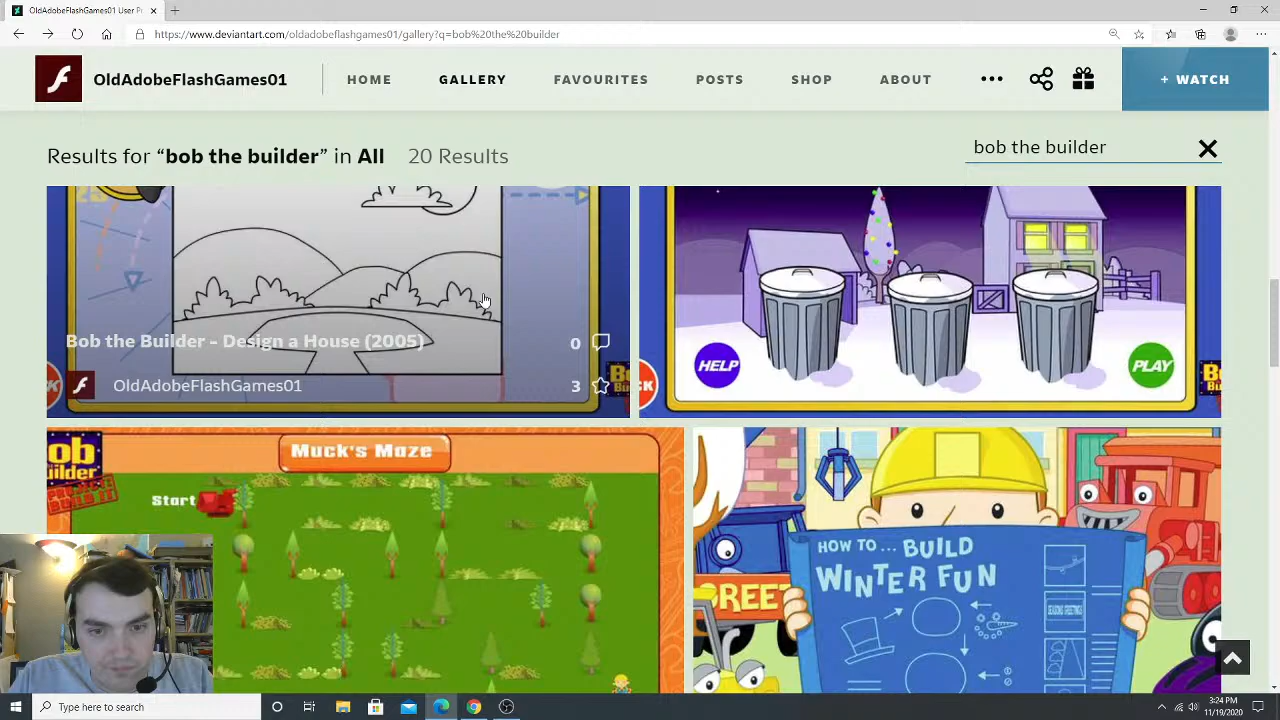 OldAdobeFlashGames01 User Pr
https://www.deviantart.com/oldadobeflashgames01/gallery?q=bob%20the%20builder
OldAdobeFlashGames01
HOME
GALLERY
FAVOURITES
POSTS
SHOP
ABOUT
+ WATCH
Results for “bob the builder” in All 20 Results
bob the builder
Bob the Builder - Design a House (2005)
0
OldAdobeFlashGames01
3
HELP
PLAY
Muck's Maze
Start
HOW TO... BUILD
WINTER FUN
SEASONS GREETINGS
Type here to search
3:24 PM
11/19/2020